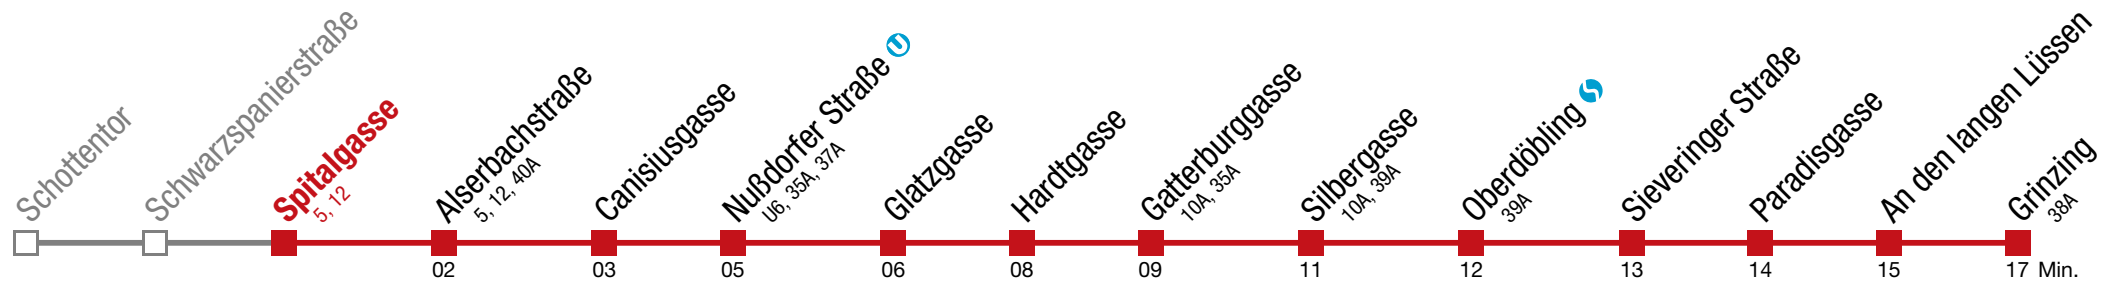 Schottentor
Schwarzspanierstraße
Spitalgasse
5, 12
Alserbachstraße
5, 12, 40A
Canisiusgasse
Nußdorfer Straße U
U6, 35A, 37A
Glatzgasse
Hardtgasse
Gatterburggasse
10A, 35A
Silbergasse
10A, 39A
Oberdöbling S
39A
Sieveringer Straße
Paradisgasse
An den langen Lüssen
Grinzing
38A
02 03 05 06 08 09 11 12 13 14 15 17 Min.